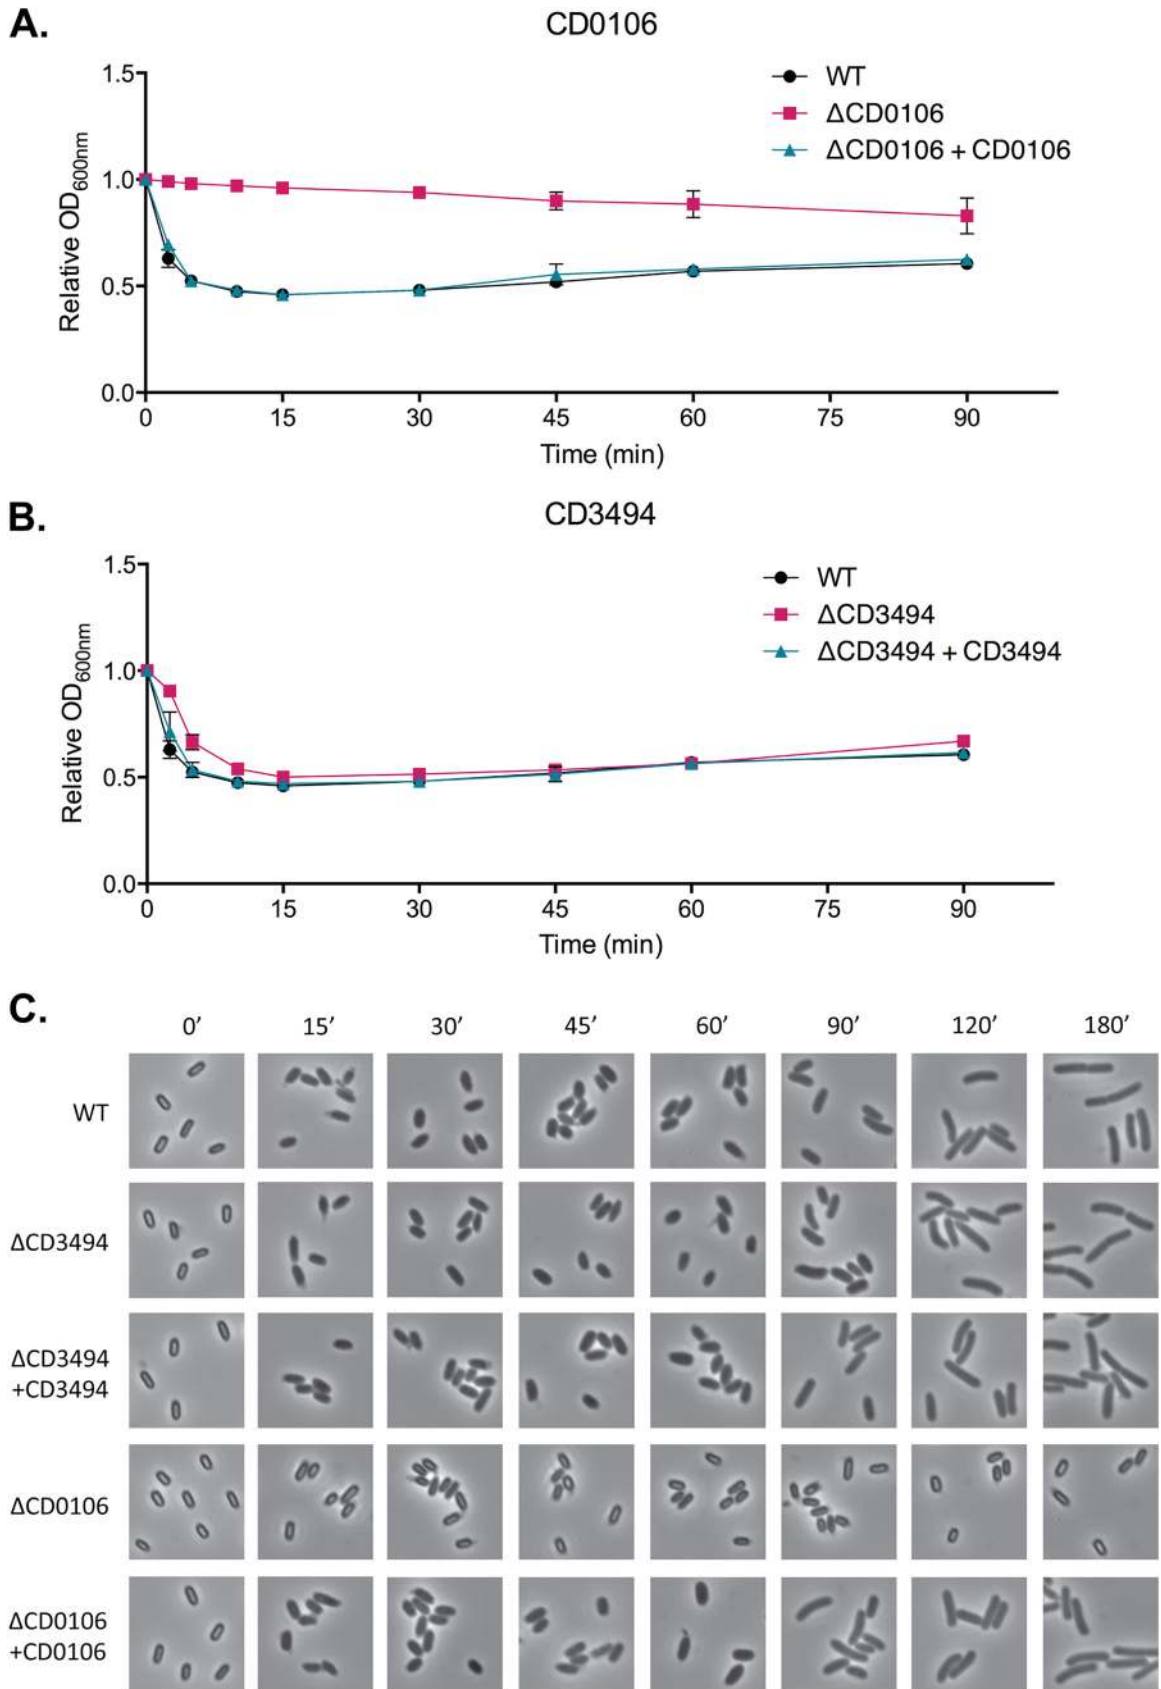 A.
CD0106
1.5
1.0
0.5
0.0
Relative OD600nm
WT
ΔCD0106
ΔCD0106 + CD0106
0 15 30 45 60 75 90
Time (min)
B.
CD3494
1.5
1.0
0.5
0.0
Relative OD600nm
WT
ΔCD3494
ΔCD3494 + CD3494
0 15 30 45 60 75 90
Time (min)
C.
0’ 15’ 30’ 45’ 60’ 90’ 120’ 180’
WT
ΔCD3494
ΔCD3494
+CD3494
ΔCD0106
ΔCD0106
+CD0106